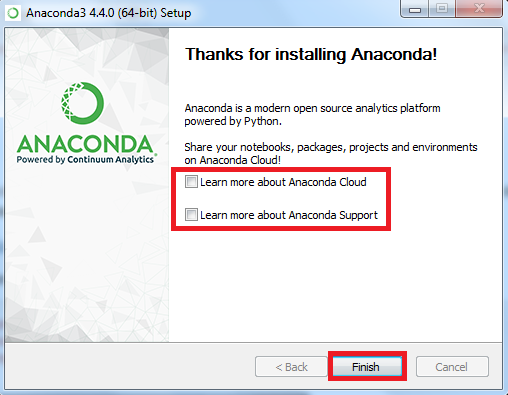 Anaconda3 4.4.0 (64-bit) Setup
Thanks for installing Anaconda!
Anaconda is a modern open source analytics platform
powered by Python.
Share your notebooks, packages, projects and environments
on Anaconda Cloud!
ANACONDA
Powered by Continuum Analytics
Learn more about Anaconda Cloud
Learn more about Anaconda Support
< Back
Finish
Cancel